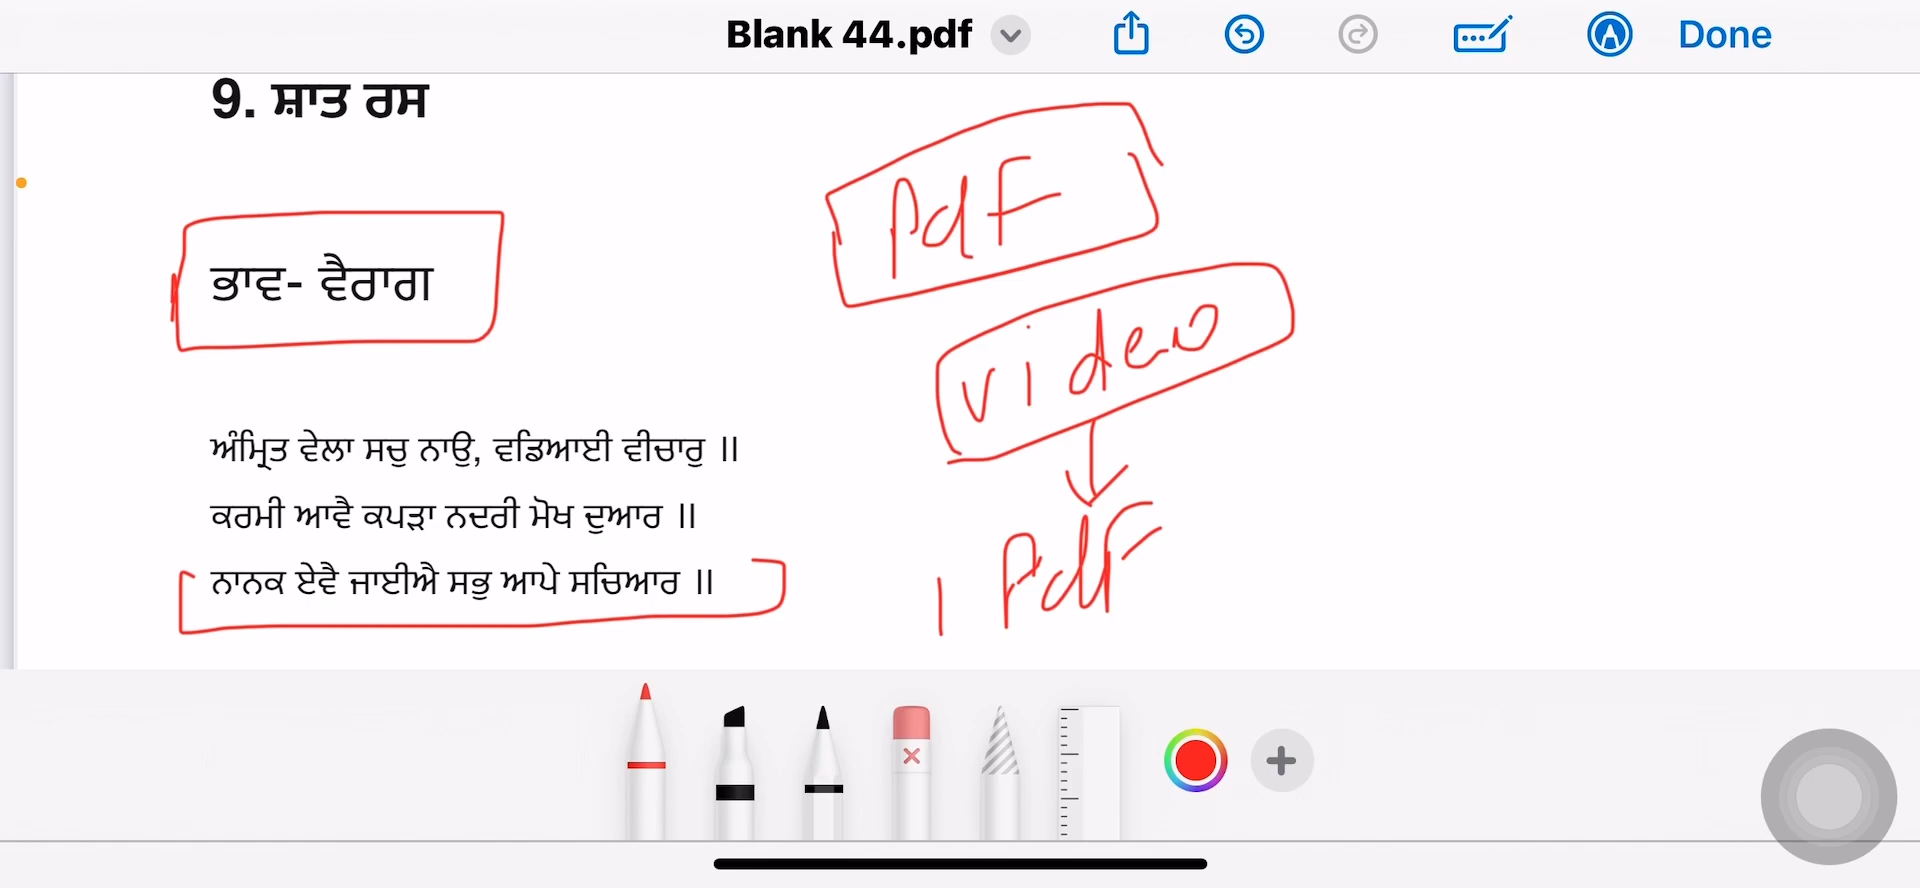 Blank 44.pdf
Done
9. ਸ਼ਾਤ ਰਸ
ਭਾਵ- ਵੈਰਾਗ
ਅੰਮ੍ਰਿਤ ਵੇਲਾ ਸਚੁ ਨਾਉ, ਵਡਿਆਈ ਵੀਚਾਰੁ ॥
ਕਰਮੀ ਆਵੈ ਕਪੜਾ ਨਦਰੀ ਮੋਖ ਦੁਆਰ ॥
ਨਾਨਕ ਏਵੈ ਜਾਈਐ ਸਭੁ ਆਪੇ ਸਚਿਆਰ ॥
PdF
video
1 PdF